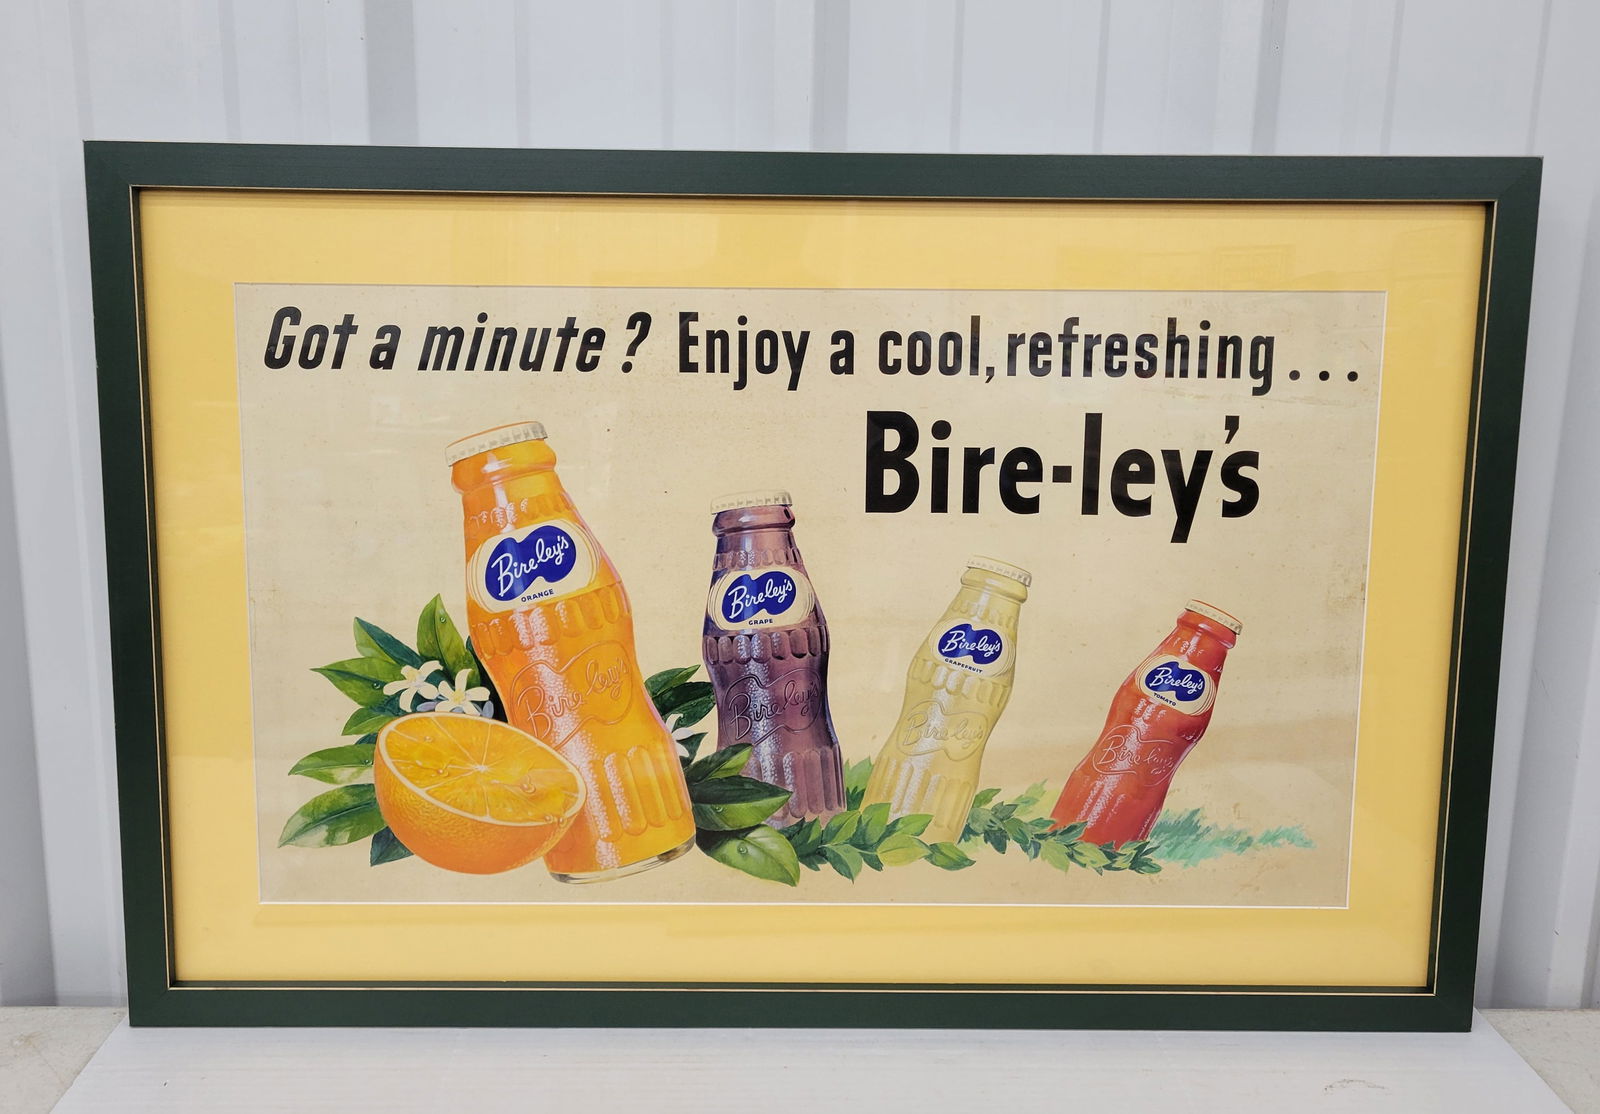 Got a minute? Enjoy a cool, refreshing...
Bire-ley's
Bireley's
ORANGE
Bireley's
Bireley's
GRAPE
Bireley's
Bireley's
GRAPEFRUIT
Bireley's
Bireley's
TOMATO
Bireley's